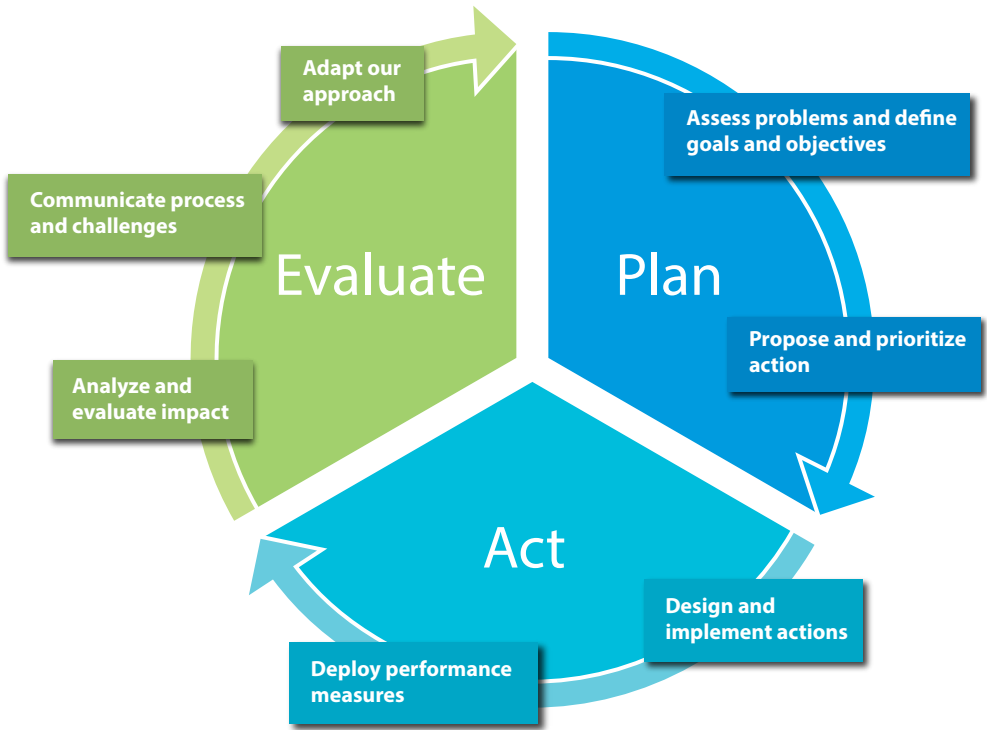 Plan
Assess problems and define
goals and objectives
Propose and prioritize
action
Act
Design and
implement actions
Deploy performance
measures
Evaluate
Analyze and
evaluate impact
Communicate process
and challenges
Adapt our
approach